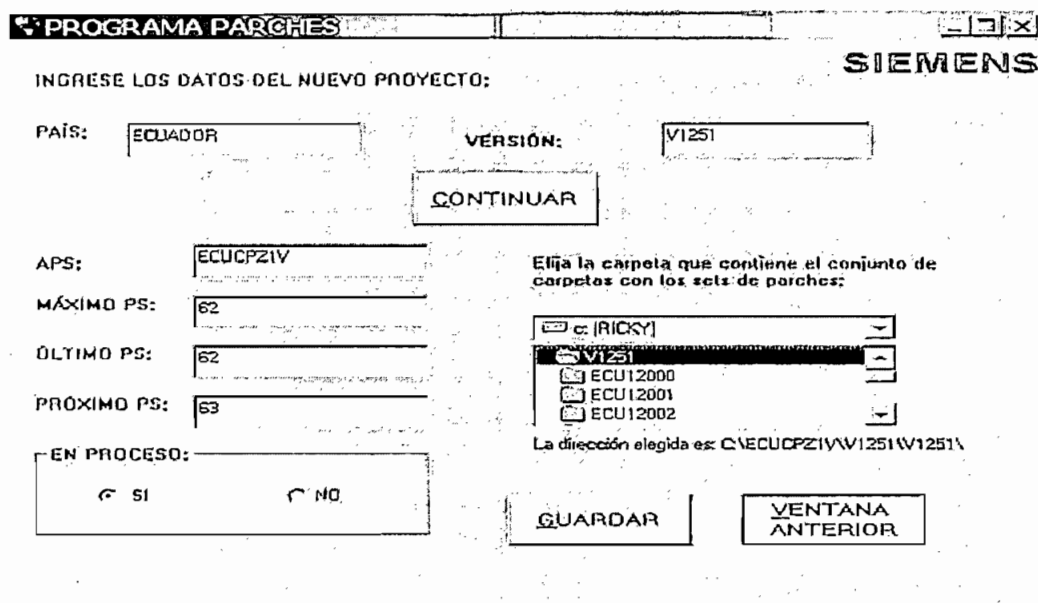 PROGRAMA PARCHES
SIEMENS
INGRESE LOS DATOS DEL NUEVO PROYECTO:
PAÍS: ECUADOR VERSIÓN: V1251
CONTINUAR
APS: ECUCPZ1V
MÁXIMO PS: 62
ÚLTIMO PS: 62
PRÓXIMO PS: 63
EN PROCESO:
SI NO
Elija la carpeta que contiene el conjunto de
carpetas con los sets de parches:
c: [RICKY]
V1251
ECU12000
ECU12001
ECU12002
La dirección elegida es: C:\ECUCPZ1V\V1251\V1251\
GUARDAR
VENTANA
ANTERIOR